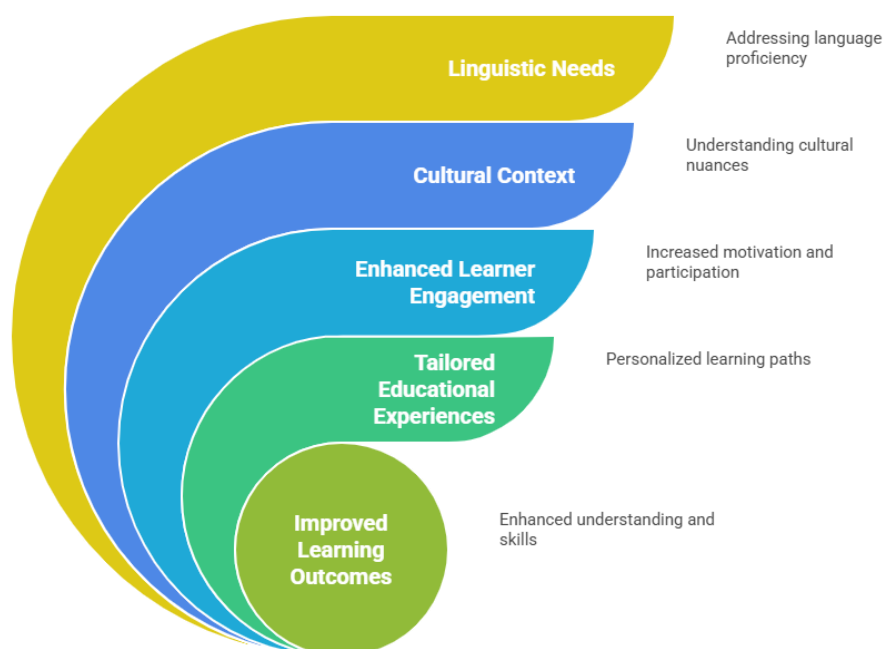 Linguistic Needs
Addressing language
proficiency
Cultural Context
Understanding cultural
nuances
Enhanced Learner
Engagement
Increased motivation and
participation
Tailored
Educational
Experiences
Personalized learning paths
Improved
Learning
Outcomes
Enhanced understanding and
skills